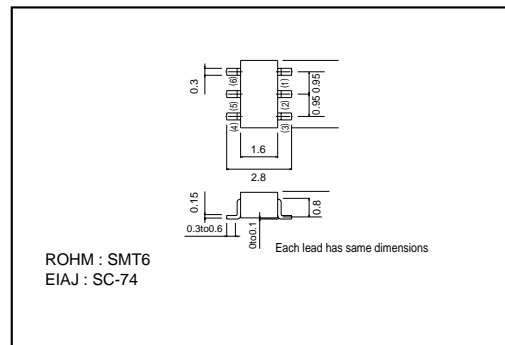 0.3
(6)
(5)
(4)
(1)
(2)
(3)
0.95
0.95
1.6
2.8
0.15
0.3to0.6
0to0.1
0.8
Each lead has same dimensions
ROHM : SMT6
EIAJ : SC-74